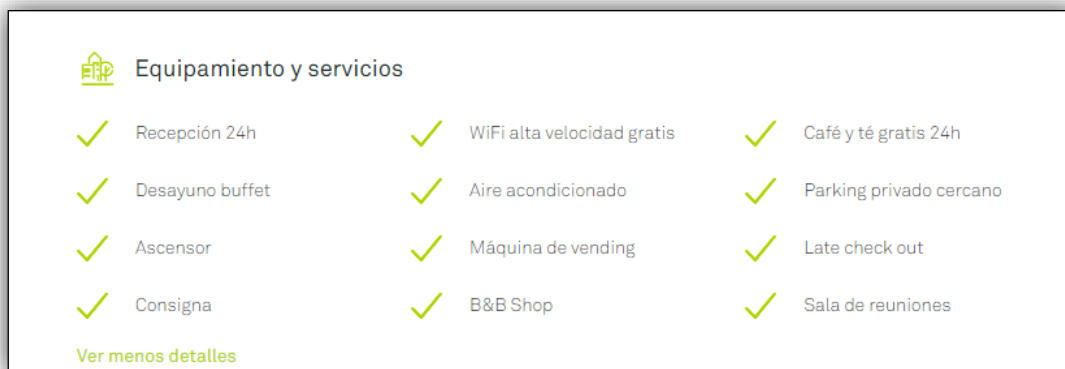 Equipamiento y servicios
Recepción 24h
WiFi alta velocidad gratis
Café y té gratis 24h
Desayuno buffet
Aire acondicionado
Parking privado cercano
Ascensor
Máquina de vending
Late check out
Consigna
B&B Shop
Sala de reuniones
Ver menos detalles